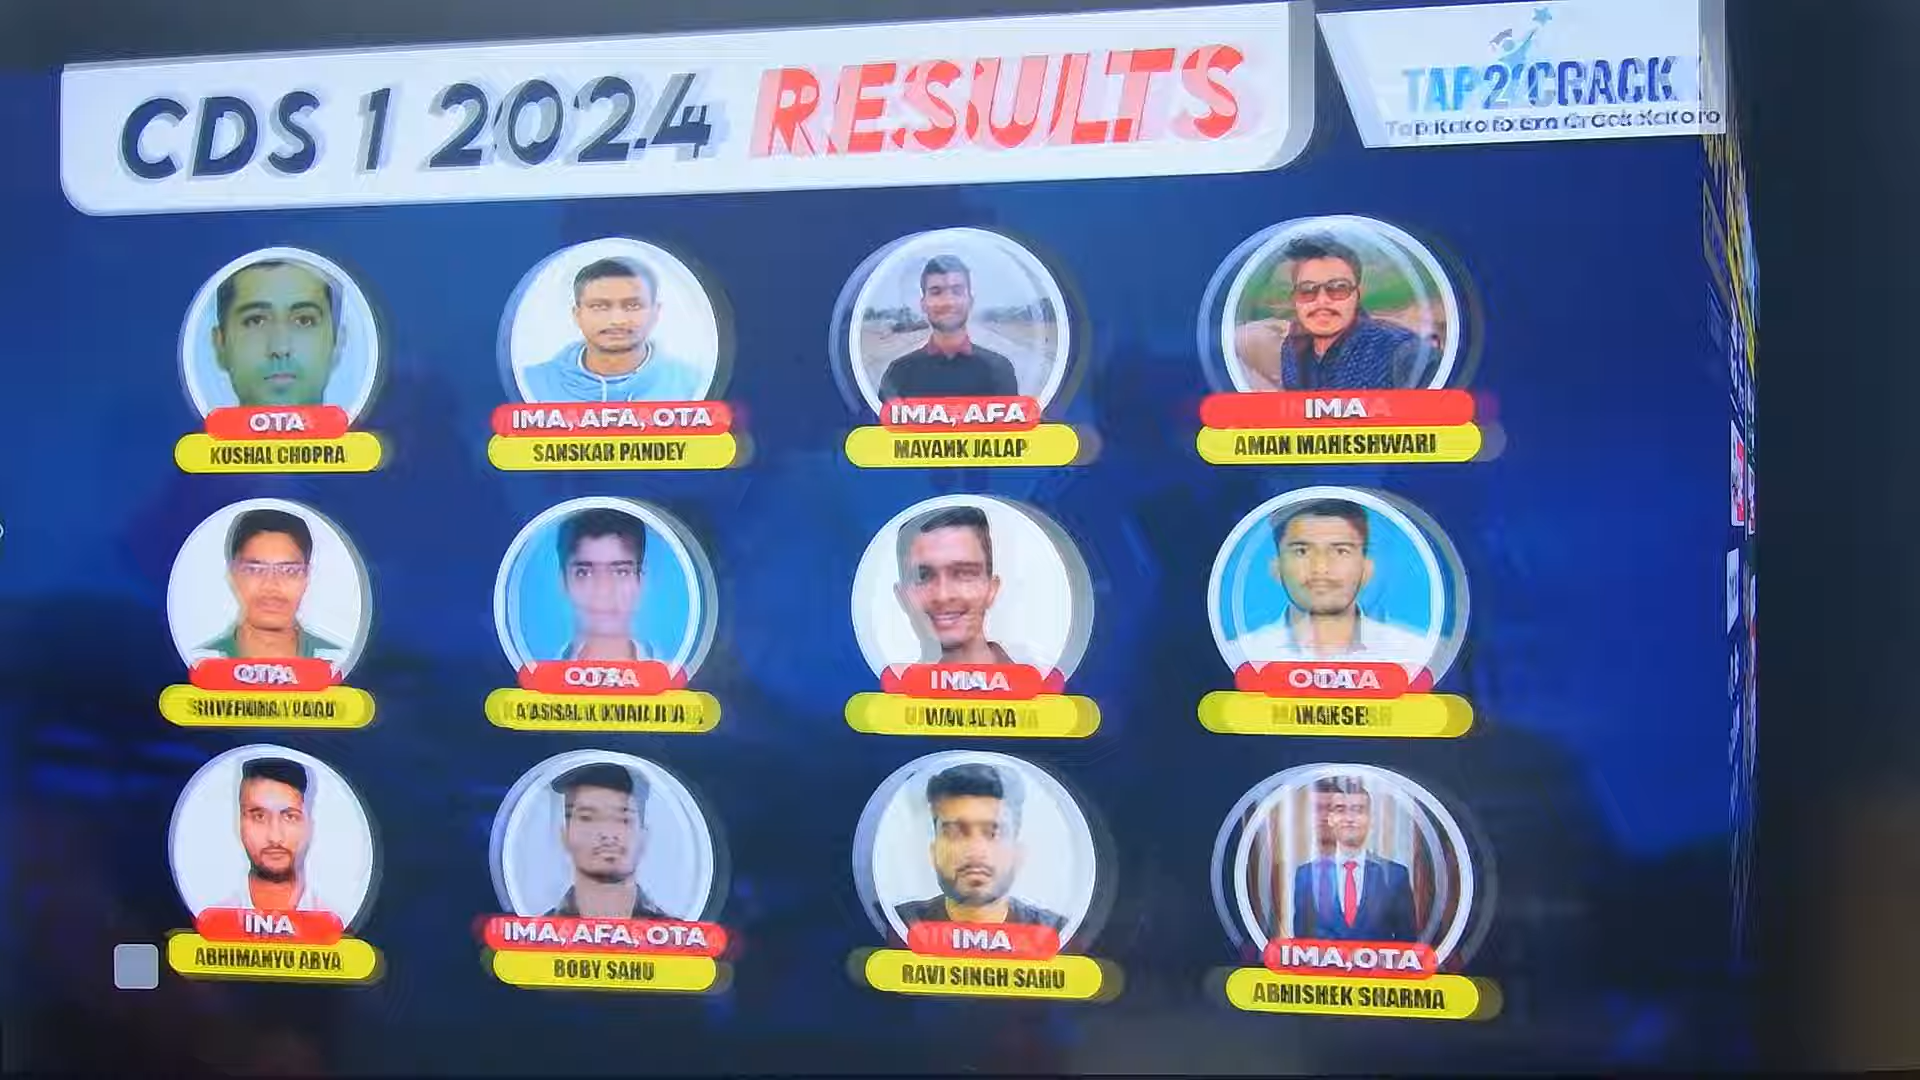 CDS 1 2024 RESULTS
TAP2CRACK
OTA
KUSHAL CHOPRA
IMA, AFA, OTA
SANSKAR PANDEY
IMA, AFA
MAYANK JALAP
IMA
AMAN MAHESHWARI
OTA
OTA
IMA
OTA
INA
ABHIMANYU ARYA
IMA, AFA, OTA
BOBY SAHU
IMA
RAVI SINGH SAHU
IMA,OTA
ABHISHEK SHARMA